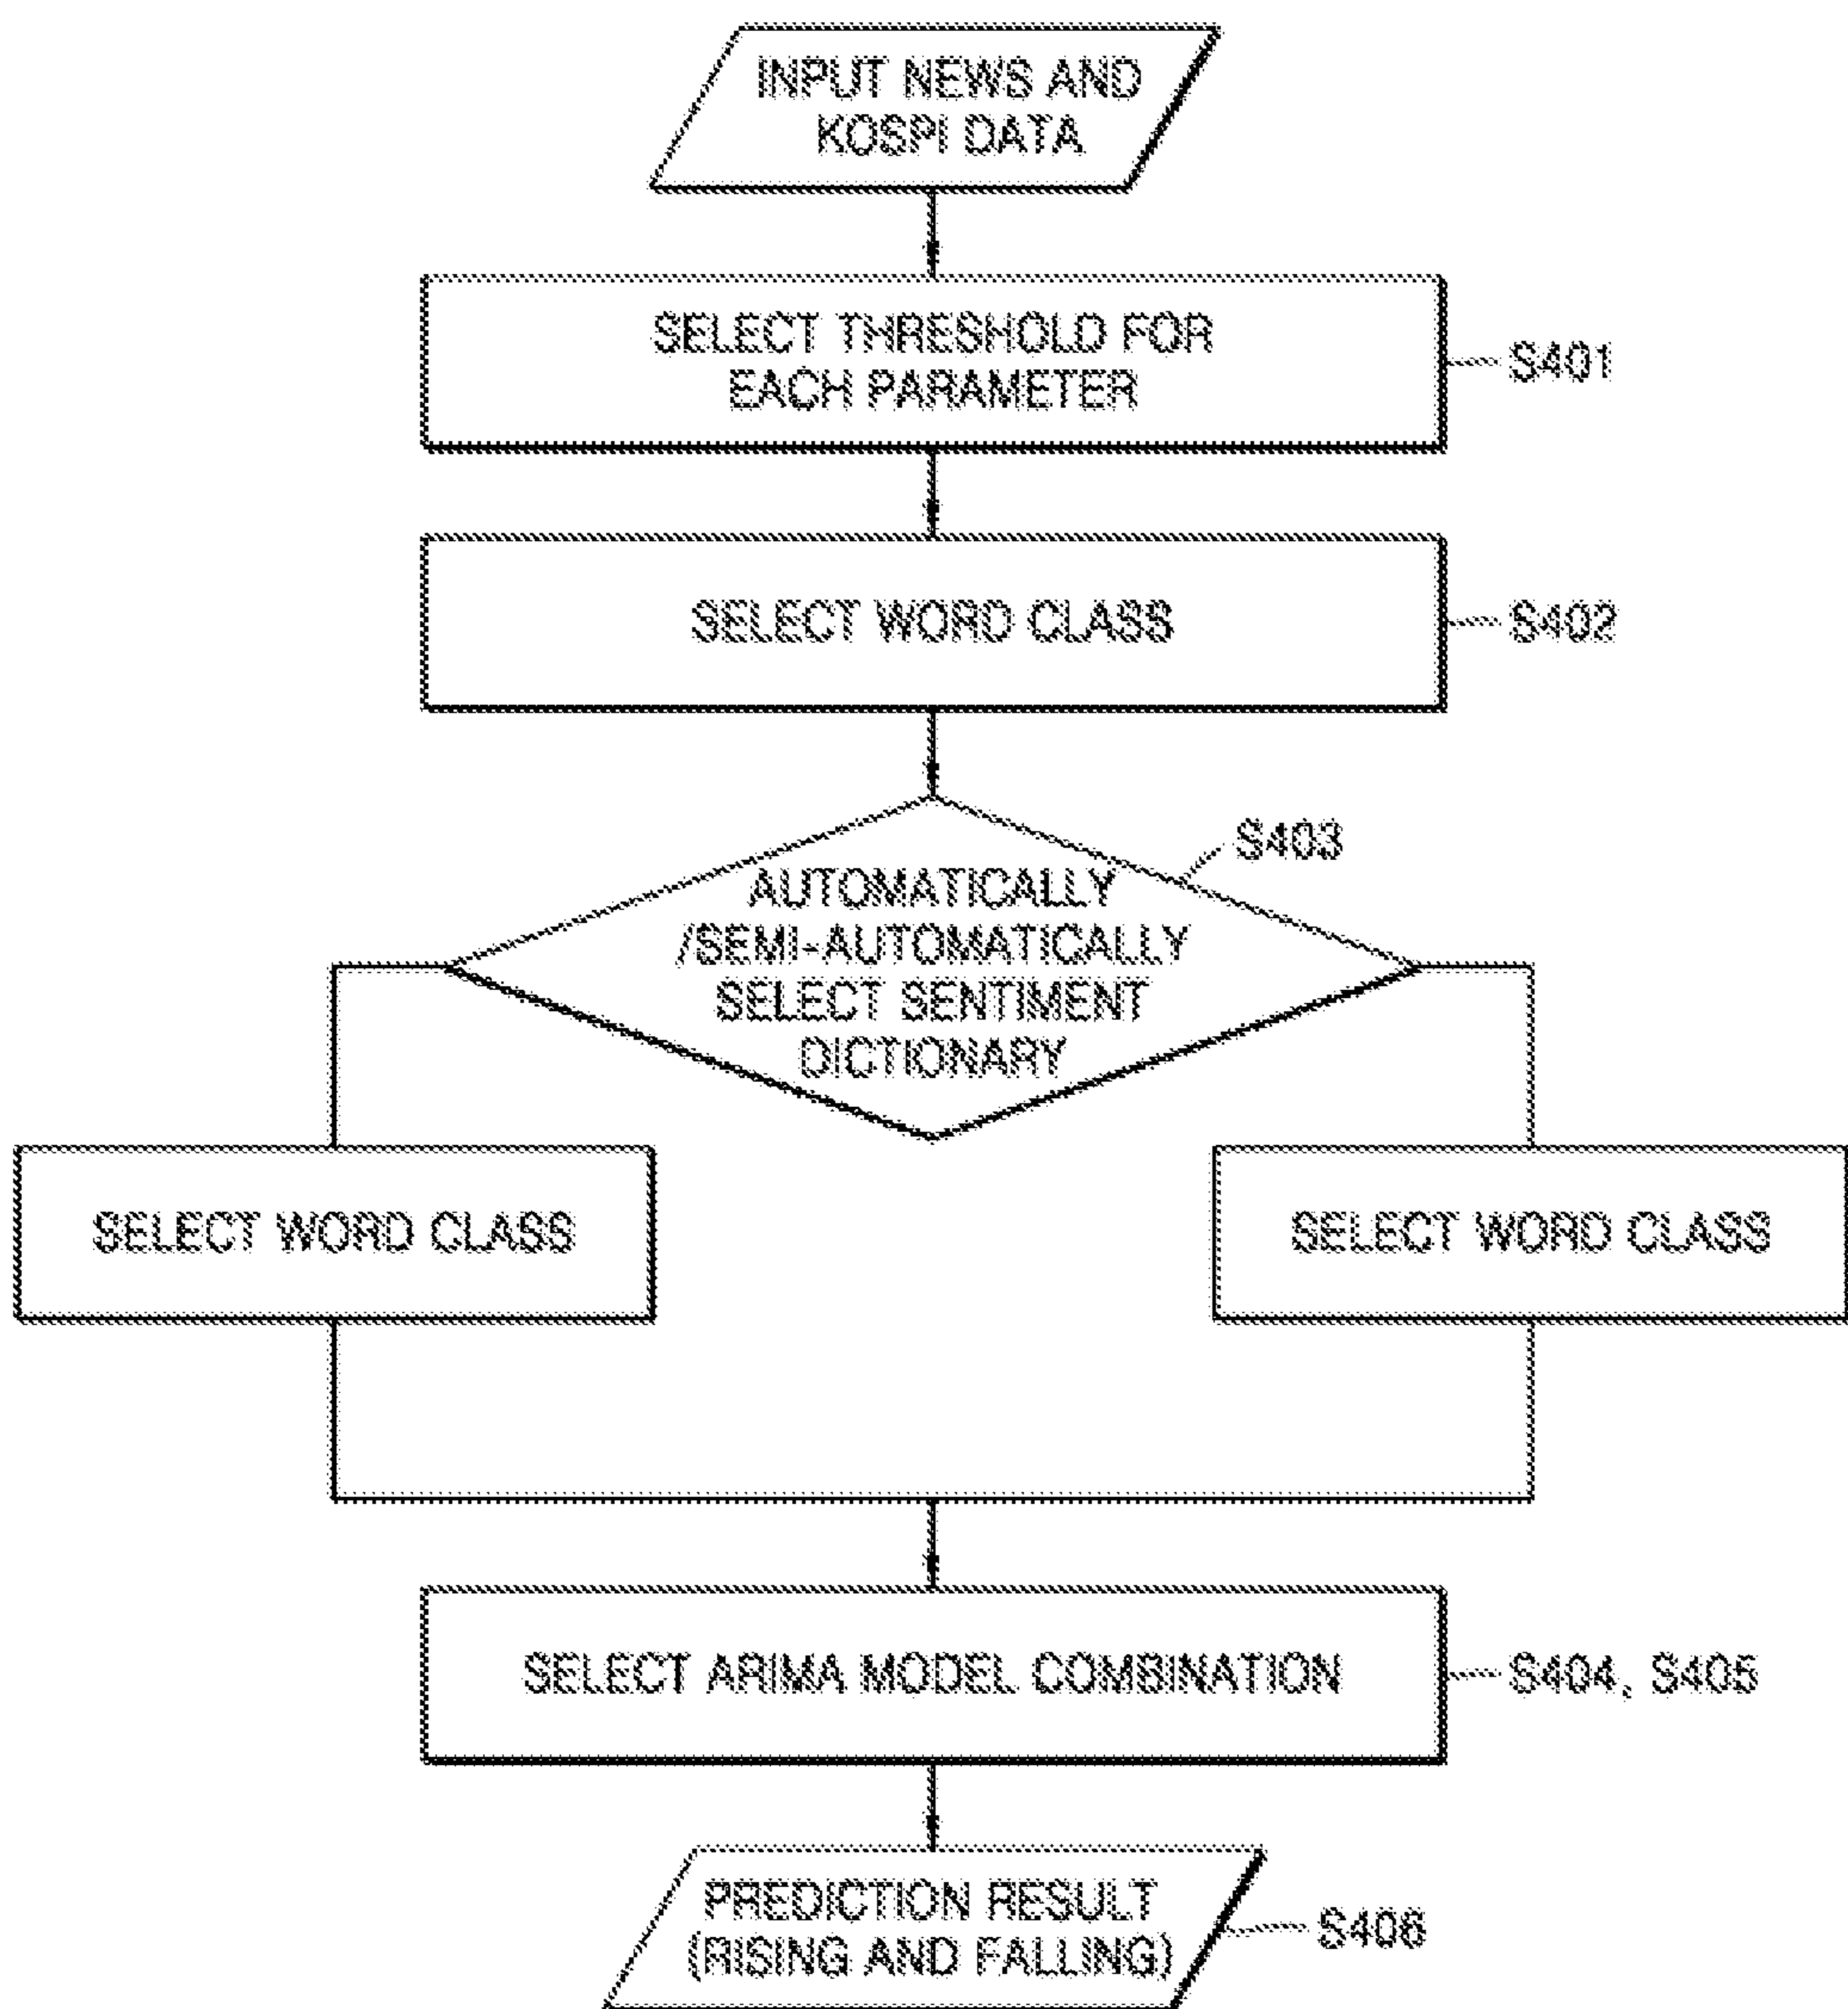 INPUT NEWS AND
KOSPI DATA
SELECT THRESHOLD FOR
EACH PARAMETER
S401
SELECT WORD CLASS
S402
S403
AUTOMATICALLY
/SEMI-AUTOMATICALLY
SELECT SENTIMENT
DICTIONARY
SELECT WORD CLASS
SELECT WORD CLASS
SELECT ARIMA MODEL COMBINATION
S404, S405
PREDICTION RESULT
(RISING AND FALLING)
S406